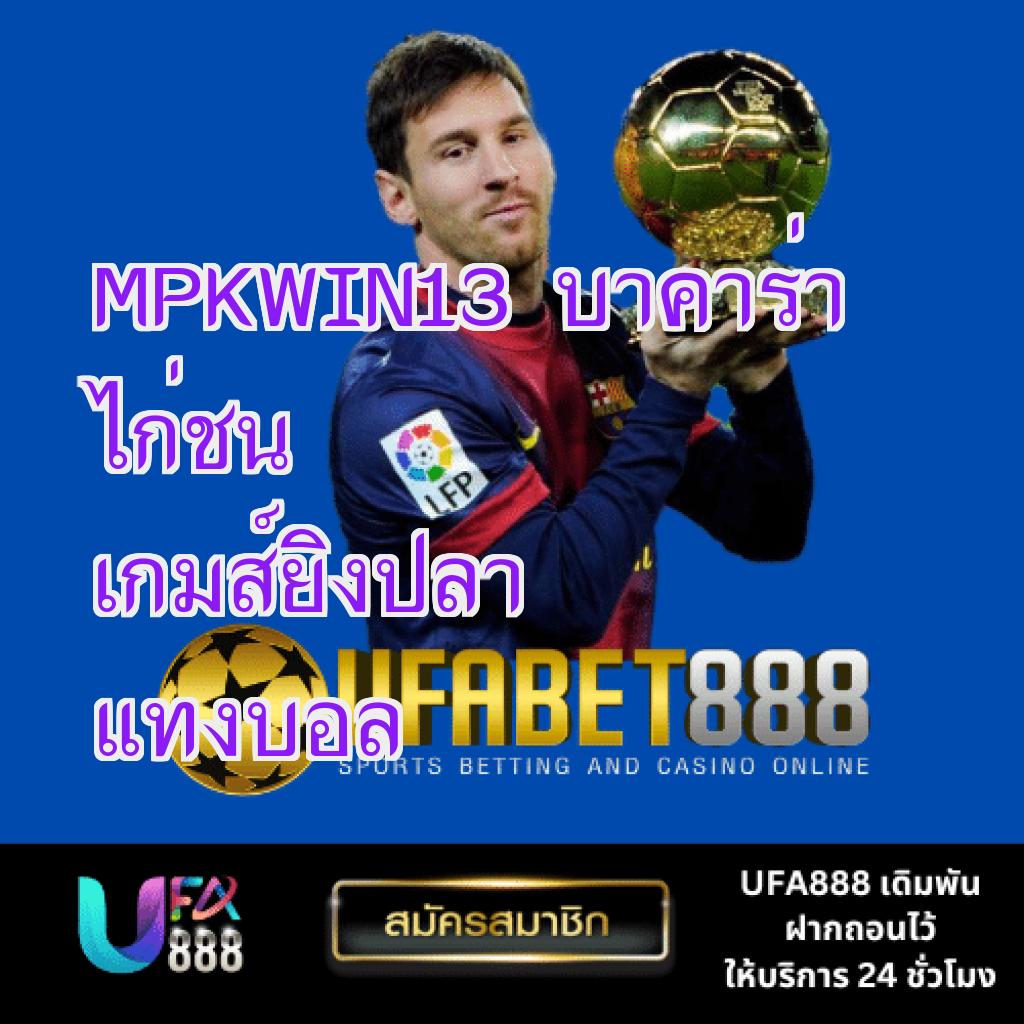 MPKWIN13 บาคาร่า
ไก่ชน
เกมส์ยิงปลา
แทงบอล
LFP
UFABET888
SPORTS BETTING AND CASINO ONLINE
UFA
888
สมัครสมาชิก
UFA888 เดิมพัน
ฝากถอนไว้
ให้บริการ 24 ชั่วโมง